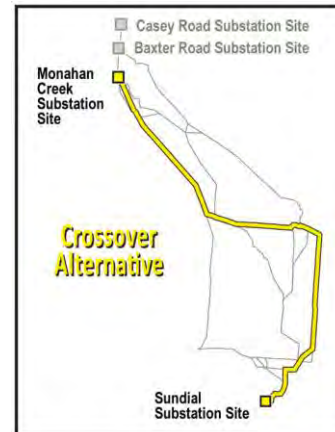 Casey Road Substation Site
Baxter Road Substation Site
Monahan
Creek
Substation
Site
Crossover
Alternative
Sundial
Substation Site